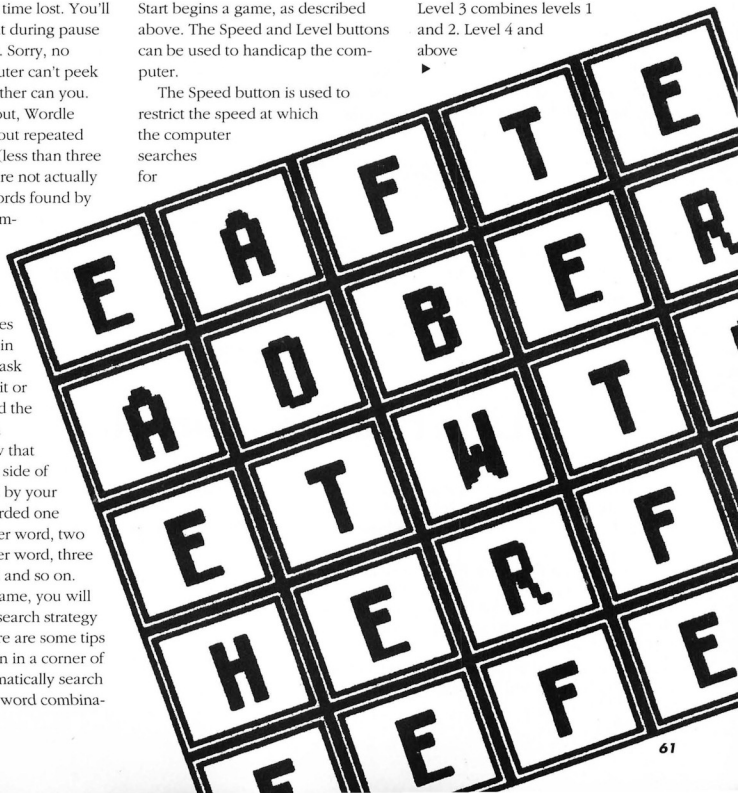 time lost. You'll
t during pause
. Sorry, no
uter can't peek
ther can you.
out, Wordle
out repeated
(less than three
re not actually
ords found by
m-
es
in
ask
it or
d the
y that
side of
by your
rded one
er word, two
er word, three
and so on.
ame, you will
search strategy
re are some tips
n in a corner of
matically search
word combina-
Start begins a game, as described
above. The Speed and Level buttons
can be used to handicap the com-
puter.
The Speed button is used to
restrict the speed at which
the computer
searches
for
Level 3 combines levels 1
and 2. Level 4 and
above
►
E A F T E
A O B E R
E T W T
H E R F
E F E
61